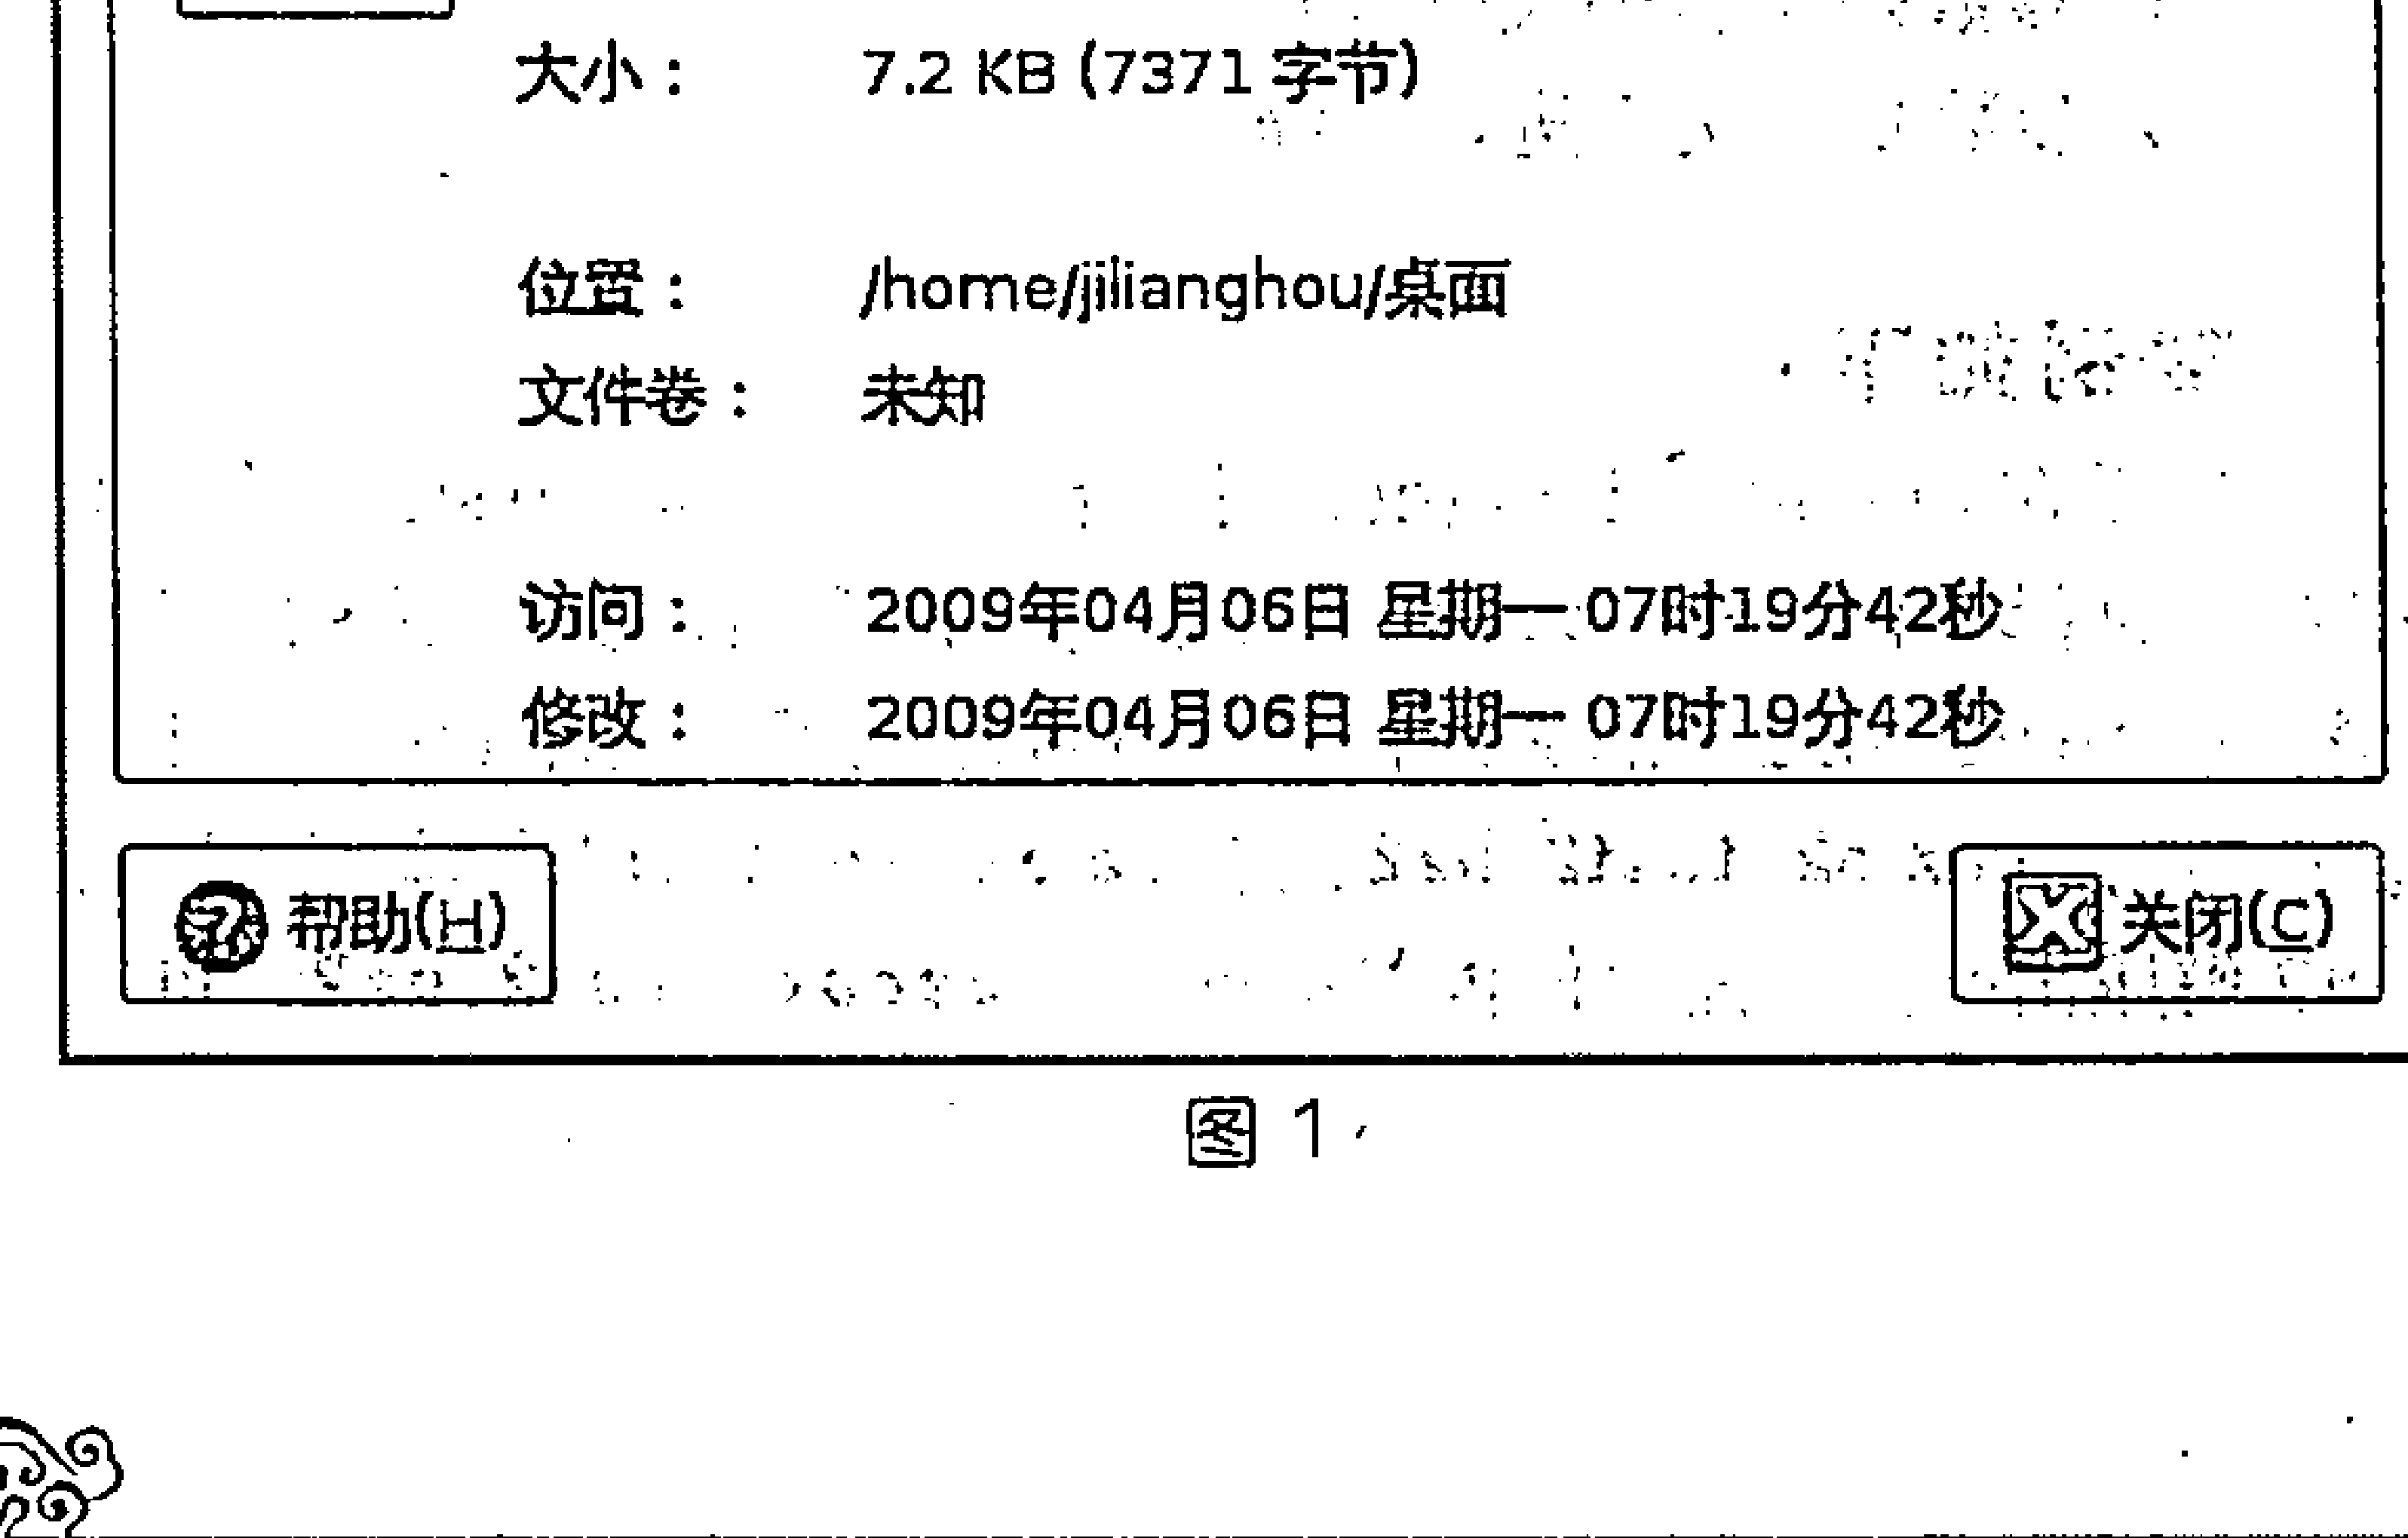 大小： 7.2 KB (7371 字节)
位置： /home/jilianghou/桌面
文件卷： 未知
访问： 2009年04月06日 星期一 07时19分42秒
修改： 2009年04月06日 星期一 07时19分42秒
帮助(H) 关闭(C)
图 1